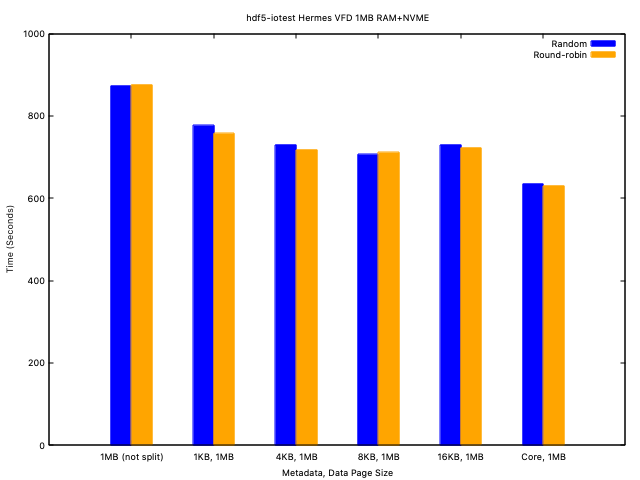 hdf5-iotest Hermes VFD 1MB RAM+NVME
Random
Round-robin
1000
800
600
400
200
0
Time (Seconds)
1MB (not split)
1KB, 1MB
4KB, 1MB
8KB, 1MB
16KB, 1MB
Core, 1MB
Metadata, Data Page Size